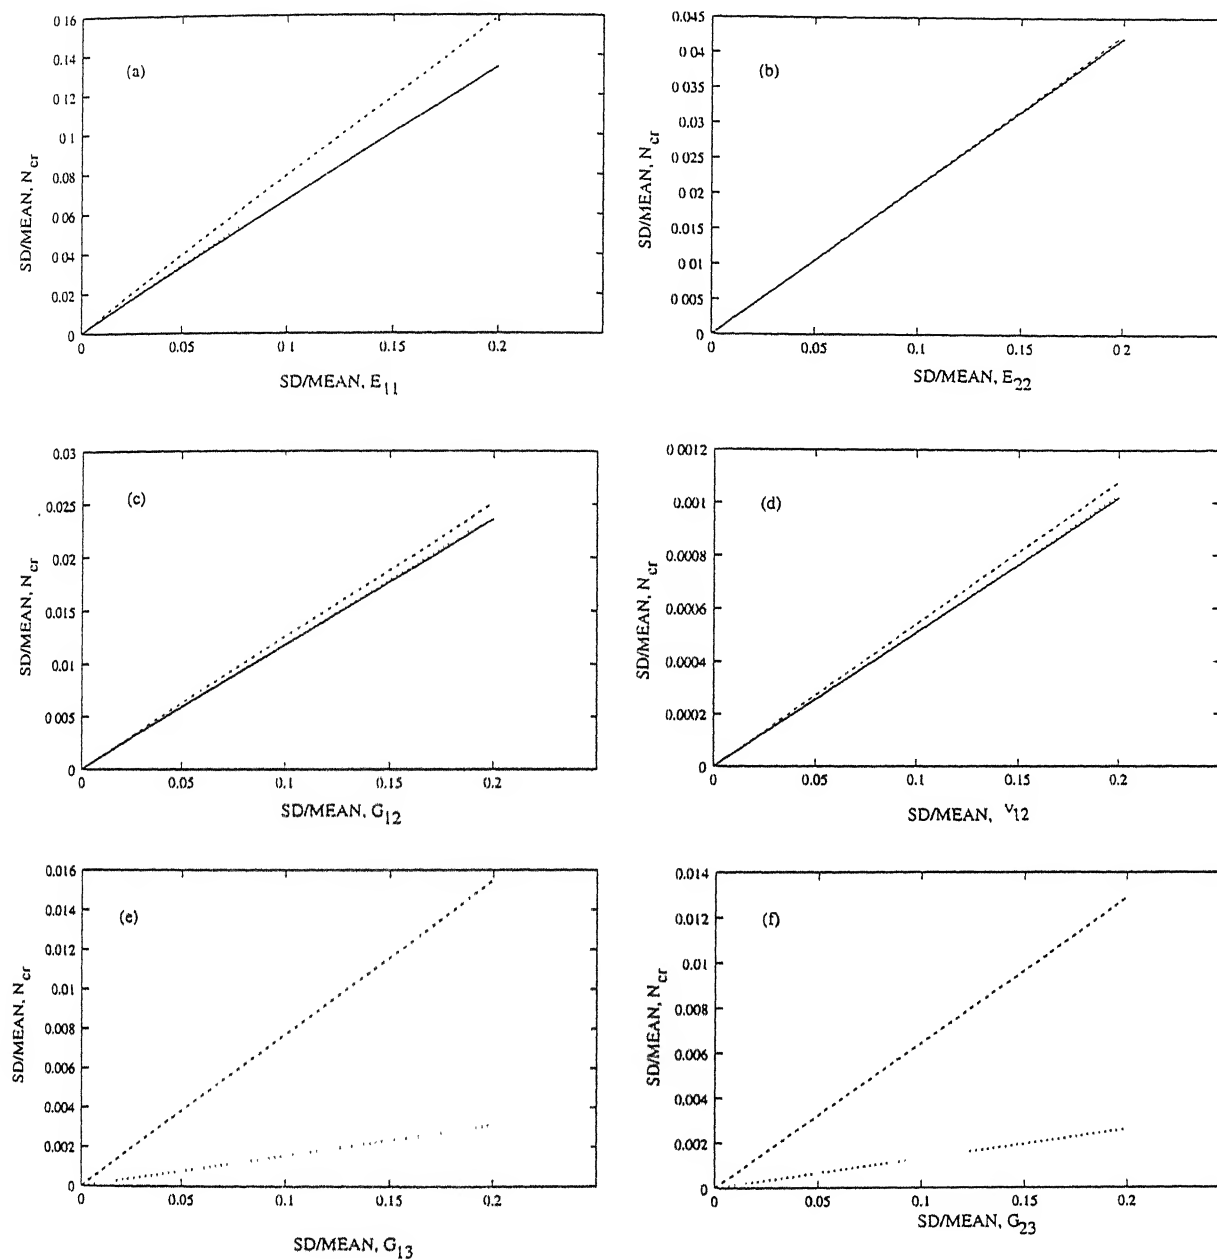 (a)
0.16
0.14
0 12
0 1
0.08
0 06
0 04
0.02
0
0 0.05 0 1 0.15 0 2
SD/MEAN, N_cr
SD/MEAN, E_11
(b)
0.045
0 04
0.035
0.03
0.025
0 02
0.015
0 01
0 005
0
0 0.05 0.1 0 15 0 2
SD/MEAN, N_cr
SD/MEAN, E_22
(c)
0.03
0.025
0.02
0.015
0.01
0 005
0
0 0.05 0.1 0.15 0.2
SD/MEAN, N_cr
SD/MEAN, G_12
(d)
0.0012
0.001
0.0008
0.0006
0.0004
0.0002
0
0 0.05 0.1 0.15 0.2
SD/MEAN, N_cr
SD/MEAN, ν_12
(e)
0.016
0.014
0.012
0.01
0.008
0.006
0.004
0.002
0
0 0.05 0.1 0.15 0.2
SD/MEAN, N_cr
SD/MEAN, G_13
(f)
0.014
0.012
0.01
0.008
0.006
0.004
0.002
0
0 0.05 0.1 0.15 0.2
SD/MEAN, N_cr
SD/MEAN, G_23